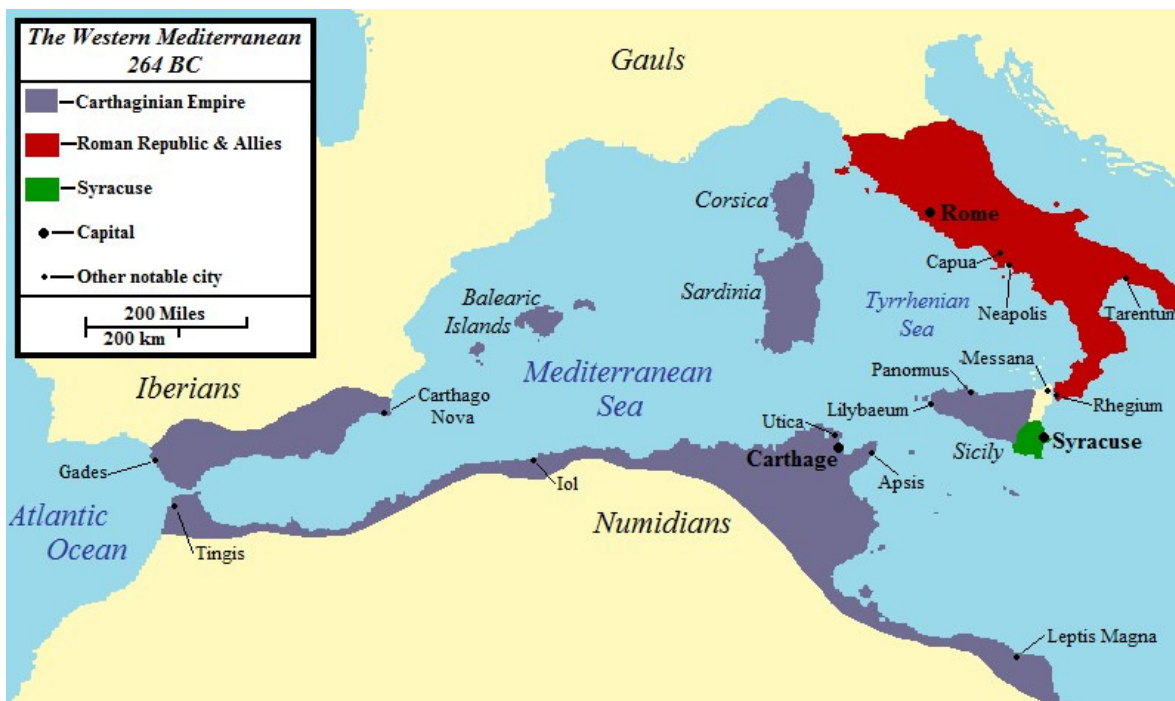 The Western Mediterranean
264 BC
Carthaginian Empire
Roman Republic & Allies
Syracuse
Capital
Other notable city
200 Miles
200 km
Gauls
Corsica
Rome
Capua
Sardinia
Tyrrhenian
Sea
Neapolis
Tarentum
Balearic
Islands
Messana
Mediterranean
Sea
Panormus
Iberians
Carthago
Nova
Lilybaeum
Rhegium
Utica
Syracuse
Carthage
Sicily
Gades
Iol
Apsis
Atlantic
Ocean
Numidians
Tingis
Leptis Magna